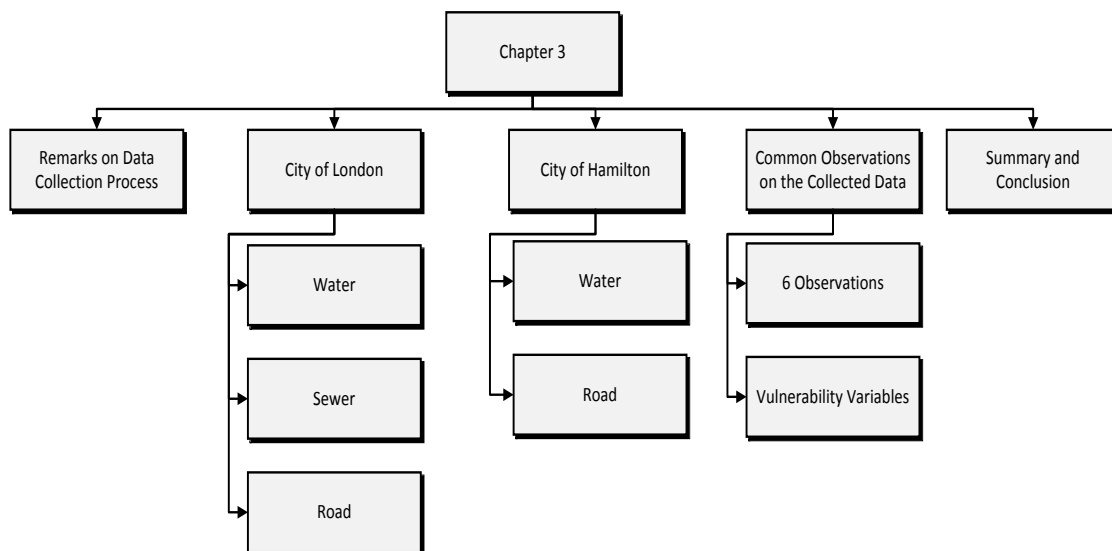 Chapter 3
Remarks on Data
Collection Process
City of London
City of Hamilton
Common Observations
on the Collected Data
Summary and
Conclusion
Water
Sewer
Road
Water
Road
6 Observations
Vulnerability Variables